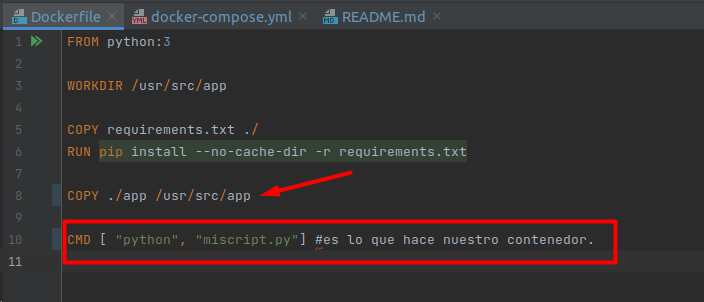 Dockerfile docker-compose.yml README.md
1 FROM python:3
2
3 WORKDIR /usr/src/app
4
5 COPY requirements.txt ./
6 RUN pip install --no-cache-dir -r requirements.txt
7
8 COPY ./app /usr/src/app
9
10 CMD [ "python", "miscript.py"] #es lo que hace nuestro contenedor.
11